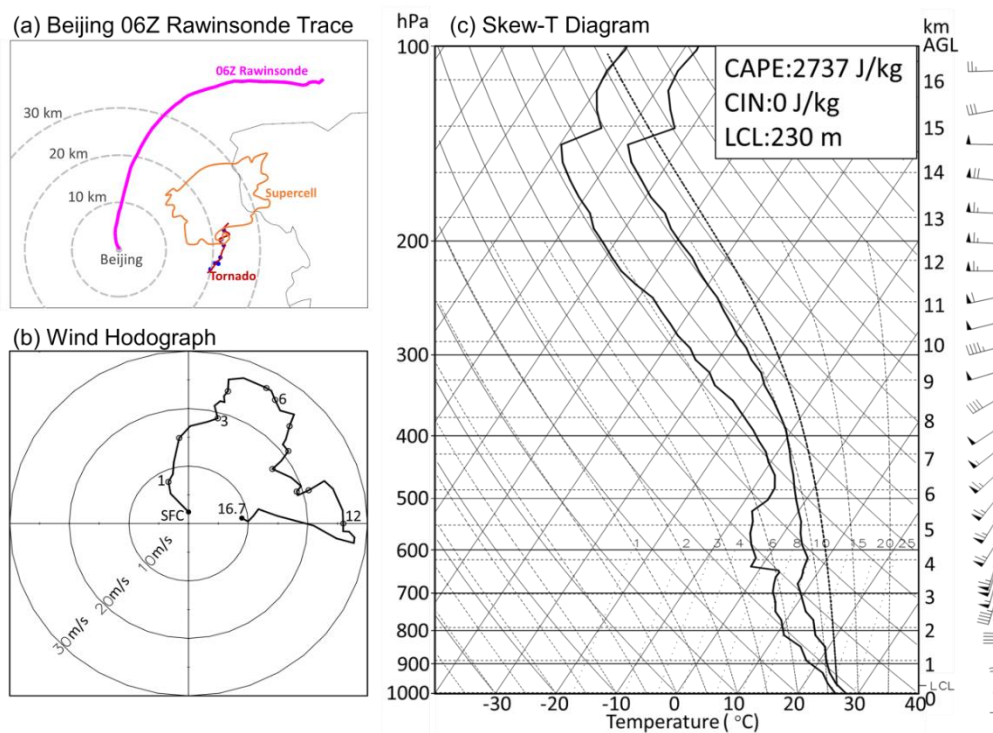 (a) Beijing 06Z Rawinsonde Trace
06Z Rawinsonde
30 km
20 km
10 km
Supercell
Beijing
Tornado
(b) Wind Hodograph
6
3
1
16.7
12
SFC
10m/s
20m/s
30m/s
hPa
(c) Skew-T Diagram
km
AGL
CAPE:2737 J/kg
CIN:0 J/kg
LCL:230 m
100
200
300
400
500
600
700
800
900
1000
1 2 3 4 6 8 10 15 20 25
16
15
14
13
12
11
10
9
8
7
6
5
4
3
2
1
LCL
0
-30 -20 -10 0 10 20 30 40
Temperature ( °C)